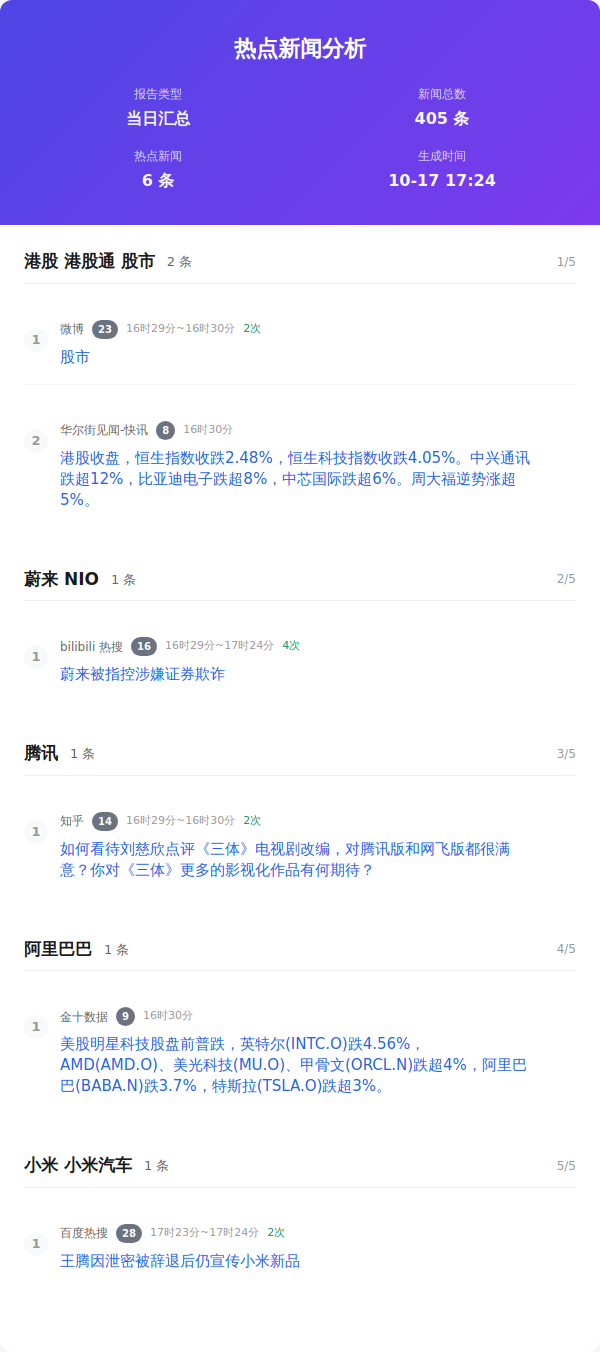 热点新闻分析
报告类型
新闻总数
当日汇总
405 条
热点新闻
生成时间
6 条
10-17 17:24
港股 港股通 股市 2 条 1/5
1
微博 23 16时29分~16时30分 2次
股市
2
华尔街见闻-快讯 8 16时30分
港股收盘，恒生指数收跌2.48%，恒生科技指数收跌4.05%。中兴通讯
跌超12%，比亚迪电子跌超8%，中芯国际跌超6%。周大福逆势涨超
5%。
蔚来 NIO 1 条 2/5
1
bilibili 热搜 16 16时29分~17时24分 4次
蔚来被指控涉嫌证券欺诈
腾讯 1 条 3/5
1
知乎 14 16时29分~16时30分 2次
如何看待刘慈欣点评《三体》电视剧改编，对腾讯版和网飞版都很满
意？你对《三体》更多的影视化作品有何期待？
阿里巴巴 1 条 4/5
1
金十数据 9 16时30分
美股明星科技股盘前普跌，英特尔(INTC.O)跌4.56%，
AMD(AMD.O)、美光科技(MU.O)、甲骨文(ORCL.N)跌超4%，阿里巴
巴(BABA.N)跌3.7%，特斯拉(TSLA.O)跌超3%。
小米 小米汽车 1 条 5/5
1
百度热搜 28 17时23分~17时24分 2次
王腾因泄密被辞退后仍宣传小米新品